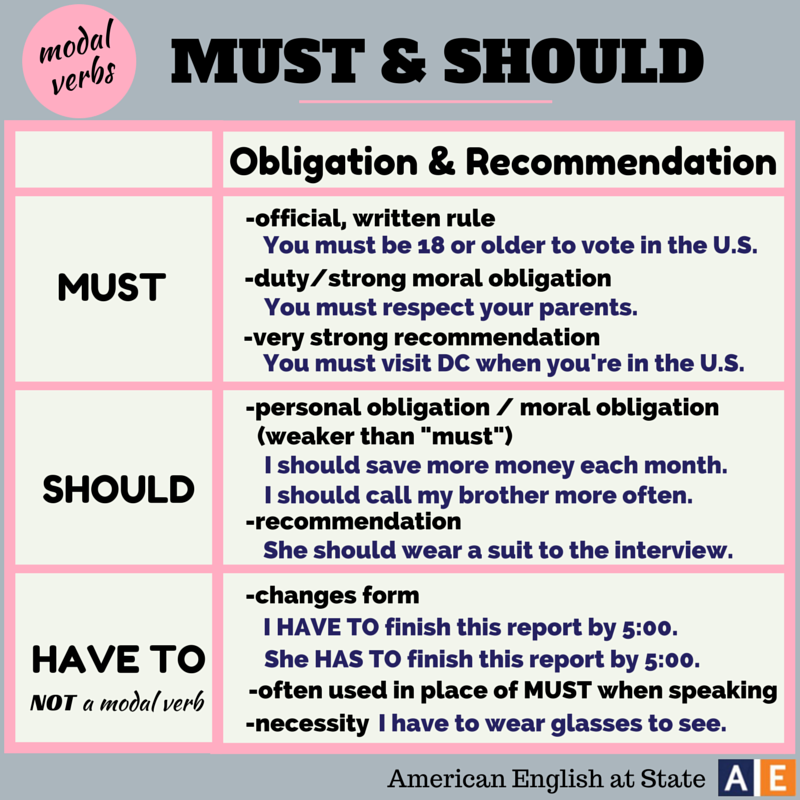 modal
verbs
MUST & SHOULD
Obligation & Recommendation
MUST
-official, written rule
You must be 18 or older to vote in the U.S.
-duty/strong moral obligation
You must respect your parents.
-very strong recommendation
You must visit DC when you're in the U.S.
SHOULD
-personal obligation / moral obligation
(weaker than "must")
I should save more money each month.
I should call my brother more often.
-recommendation
She should wear a suit to the interview.
HAVE TO
NOT a modal verb
-changes form
I HAVE TO finish this report by 5:00.
She HAS TO finish this report by 5:00.
-often used in place of MUST when speaking
-necessity I have to wear glasses to see.
American English at State A E